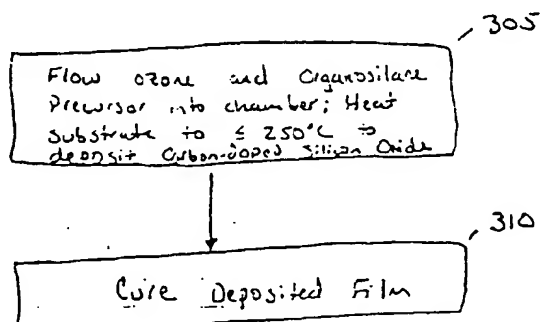 305
Flow ozone and Organosilane
Precursor into chamber; Heat
substrate to ≤ 250°C to
deposit Carbon-doped Silicon Oxide
310
Cure Deposited Film